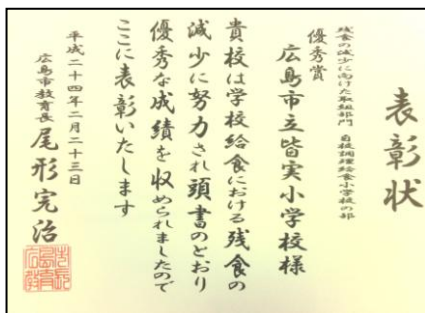 表彰状
残食の減少に向けた取組部門 自校調理給食小学校の部
優秀賞
広島市立皆実小学校様
貴校は学校給食における残食の
減少に努力され頭書のとおり
優秀な成績を収められましたので
ここに表彰いたします
平成二十四年二月二十三日
広島市教育長 尾形完治